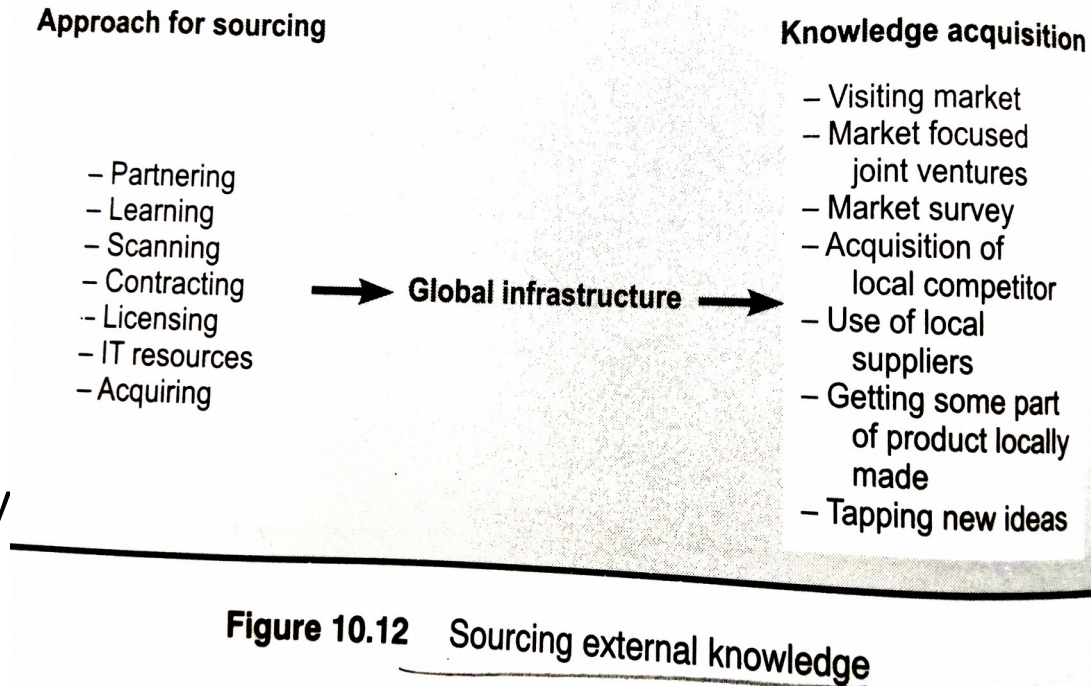 Approach for sourcing
– Partnering
– Learning
– Scanning
– Contracting
– Licensing
– IT resources
– Acquiring
Global infrastructure
Knowledge acquisition
– Visiting market
– Market focused
joint ventures
– Market survey
– Acquisition of
local competitor
– Use of local
suppliers
– Getting some part
of product locally
made
– Tapping new ideas
Figure 10.12 Sourcing external knowledge